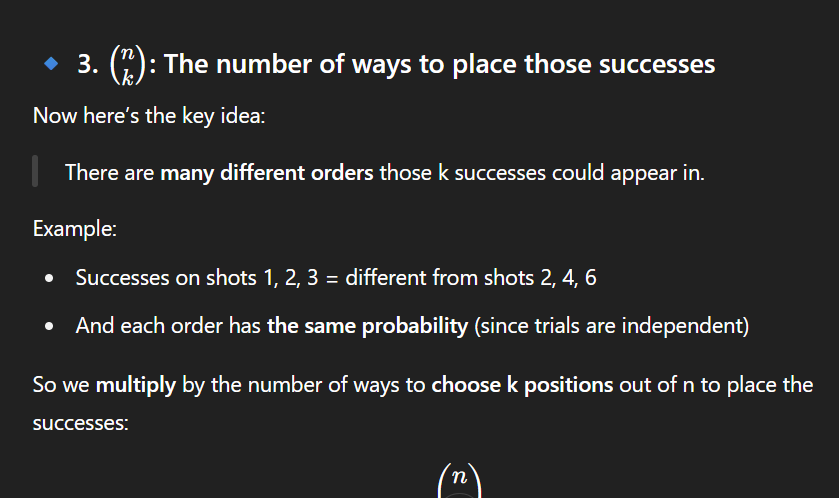 3. (n k): The number of ways to place those successes
Now here's the key idea:
There are many different orders those k successes could appear in.
Example:
• Successes on shots 1, 2, 3 = different from shots 2, 4, 6
• And each order has the same probability (since trials are independent)
So we multiply by the number of ways to choose k positions out of n to place the
successes:
(n